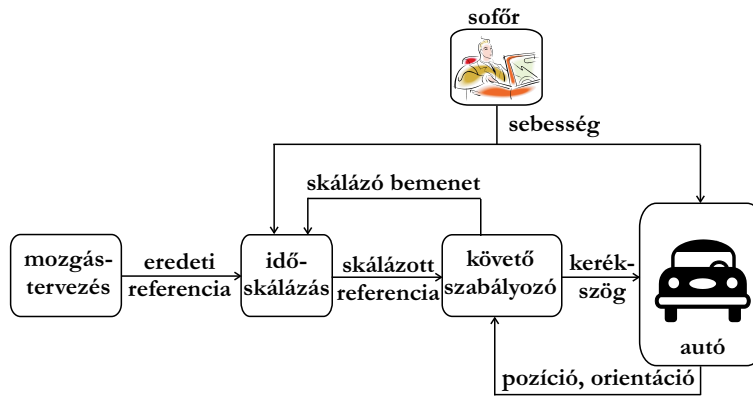 sofőr
sebesség
skálázó bemenet
mozgás-
tervezés
eredeti
referencia
idő-
skálázás
skálázott
referencia
követő
szabályozó
kerék-
szög
autó
pozíció, orientáció